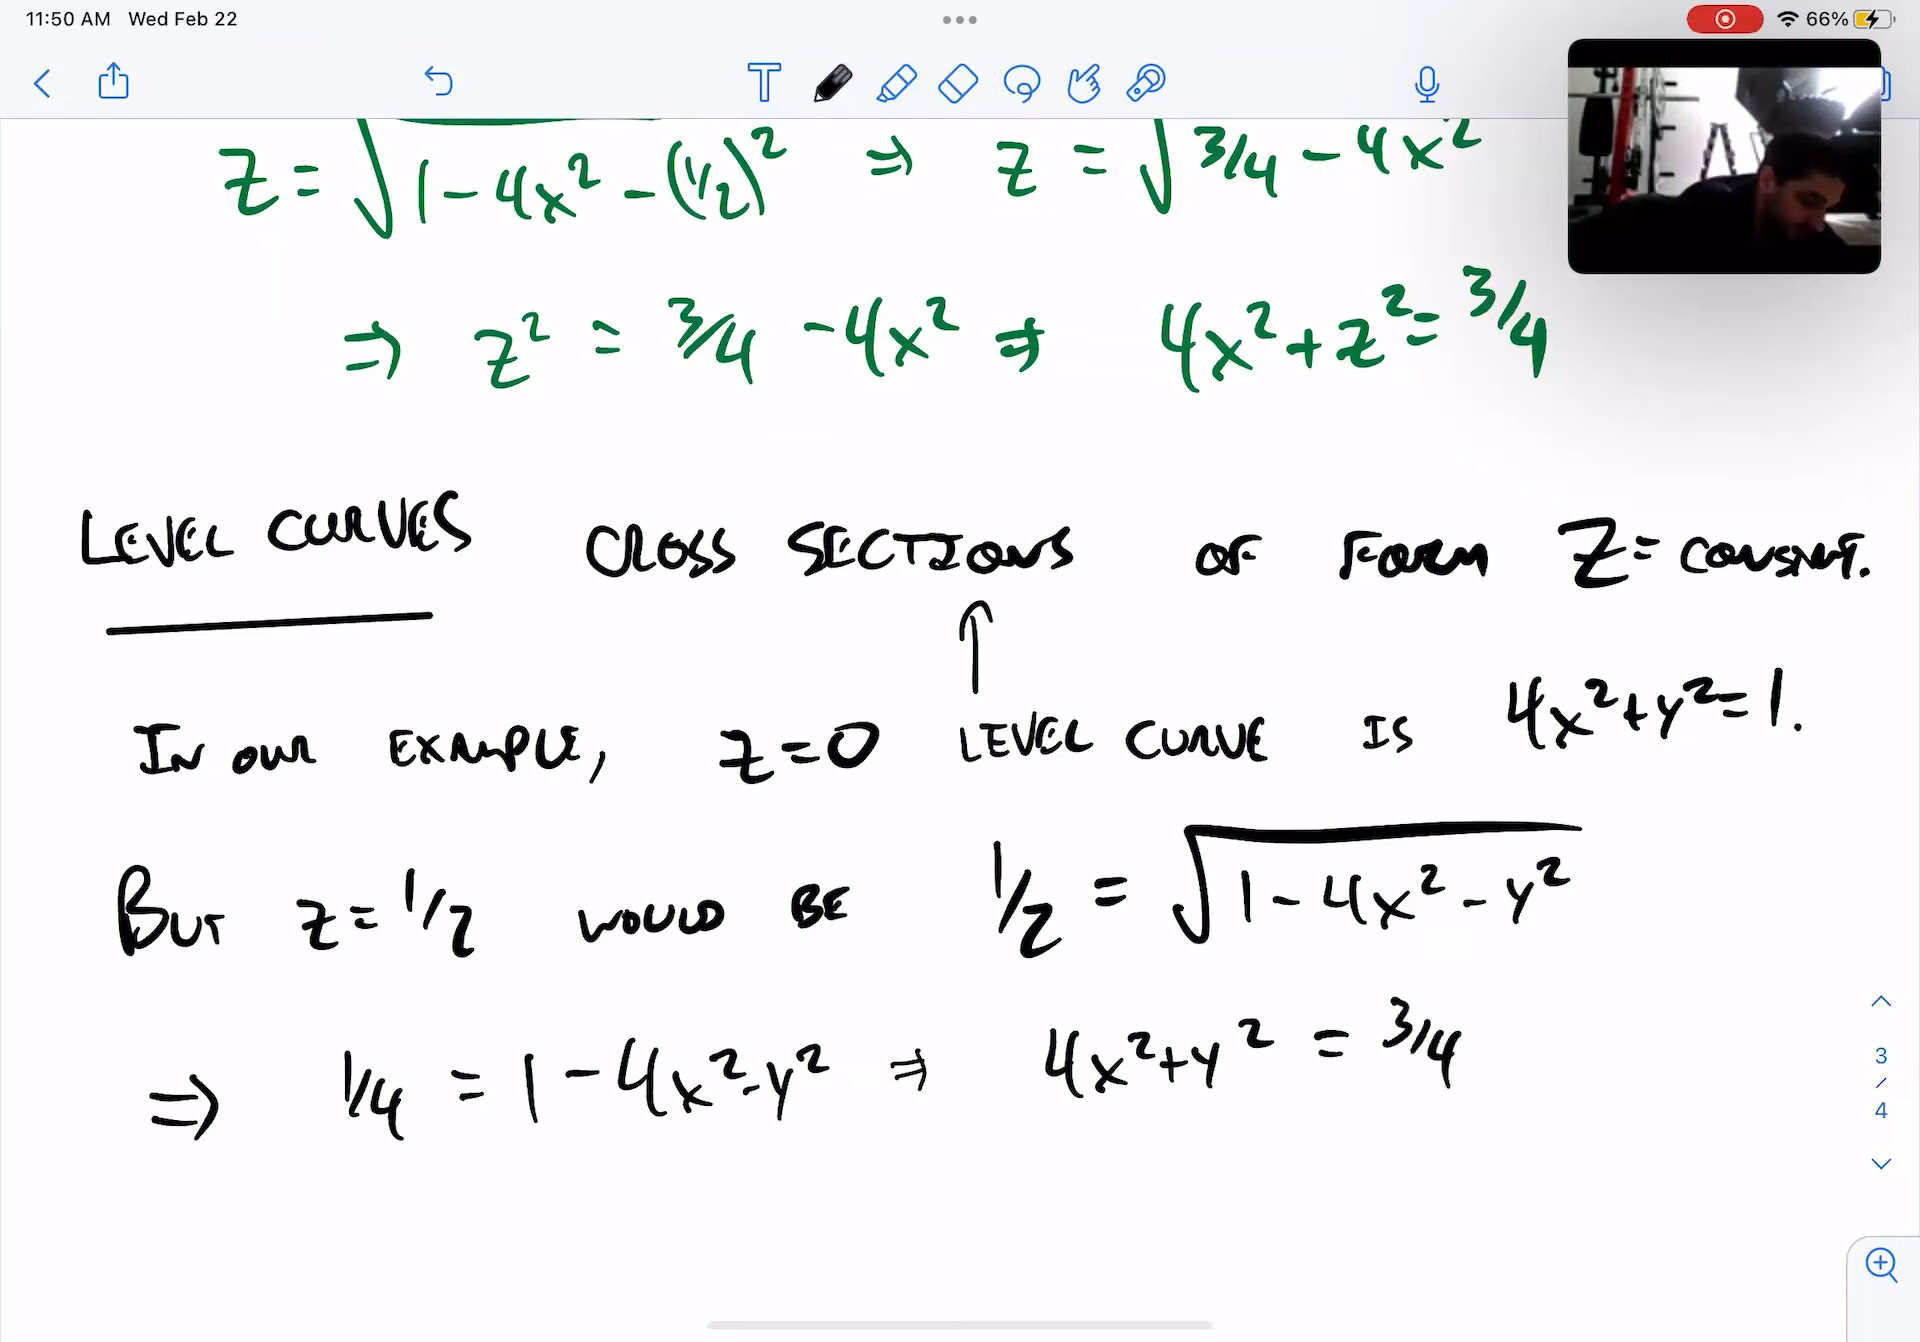 11:50 AM Wed Feb 22
66%
T
z = √1 - 4x² - (1/2)² ⇒ z = √3/4 - 4x²
⇒ z² = 3/4 - 4x² ⇒ 4x² + z² = 3/4
LEVEL CURVES CROSS SECTIONS OF FORM Z = CONSTANT.
↑
IN OUR EXAMPLE, z = 0 LEVEL CURVE IS 4x² + y² = 1.
BUT z = 1/2 WOULD BE 1/2 = √1 - 4x² - y²
⇒ 1/4 = 1 - 4x² - y² ⇒ 4x² + y² = 3/4
3
/
4